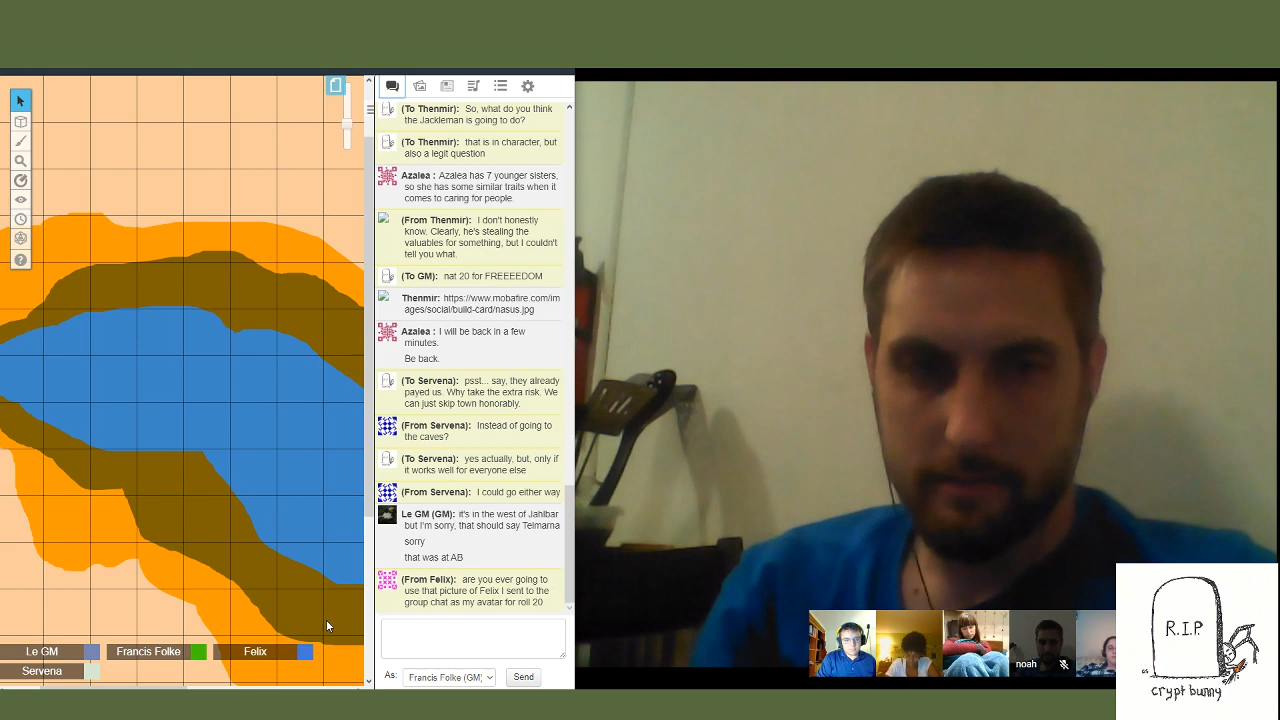 (To Thenmir): So, what do you think
the Jackleman is going to do?
(To Thenmir): that is in character, but
also a legit question
Azalea : Azalea has 7 younger sisters,
so she has some similar traits when it
comes to caring for people.
(From Thenmir): I don't honestly
know. Clearly, he's stealing the
valuables for something, but I couldn't
tell you what.
(To GM): nat 20 for FREEEEDOM
Thenmir: https://www.mobafire.com/im
ages/social/build-card/nasus.jpg
Azalea : I will be back in a few
minutes.
Be back.
(To Servena): psst... say, they already
payed us. Why take the extra risk. We
can just skip town honorably.
(From Servena): Instead of going to
the caves?
(To Servena): yes actually, but, only if
it works well for everyone else
(From Servena): I could go either way
Le GM (GM): it's in the west of Jahlbar
but I'm sorry, that should say Telmarna
sorry
that was at AB
(From Felix): are you ever going to
use that picture of Felix I sent to the
group chat as my avatar for roll 20
As: Francis Folke (GM) Send
Le GM
Francis Folke
Felix
Servena
noah
R.I.P.
crypt bunny